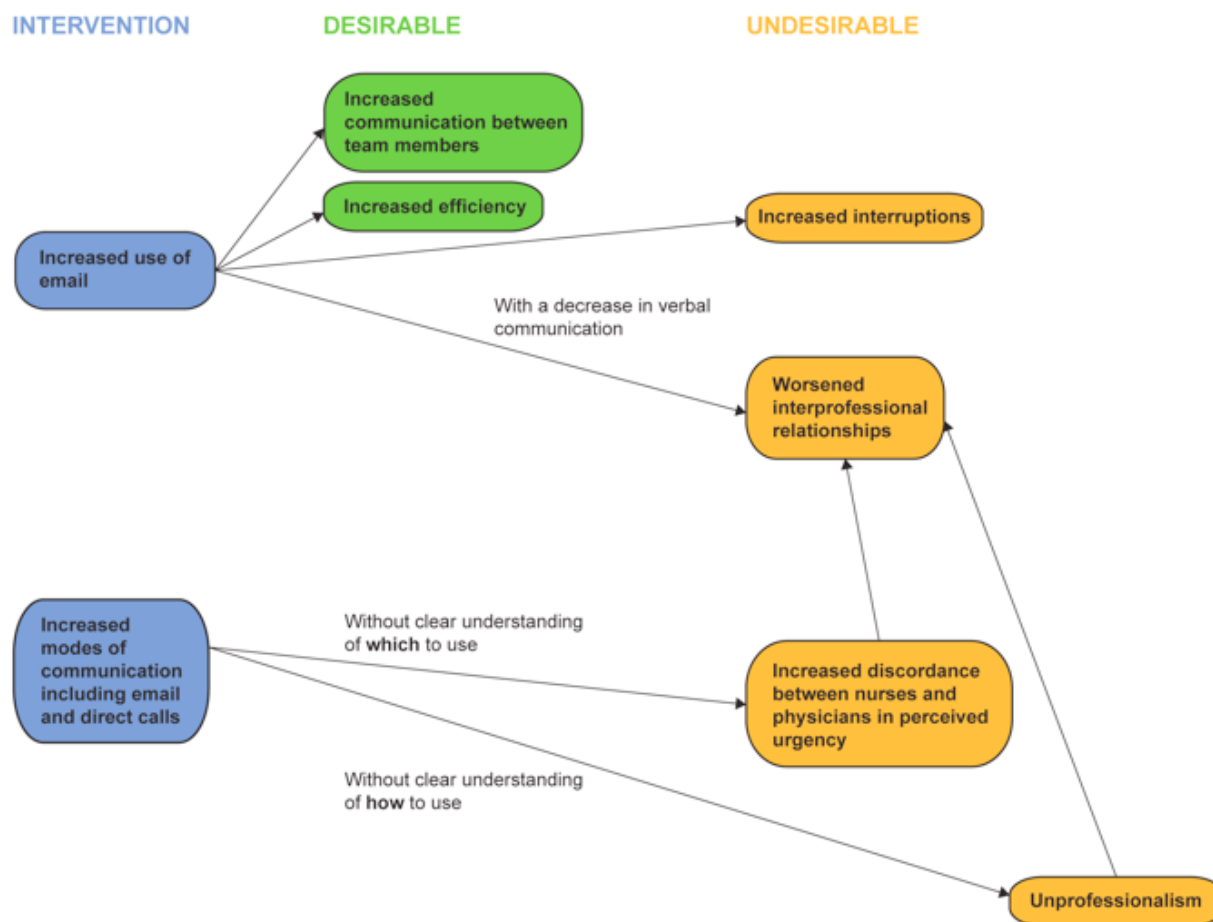 INTERVENTION
DESIRABLE
UNDESIRABLE
Increased
communication between
team members
Increased efficiency
Increased interruptions
Increased use of
email
With a decrease in verbal
communication
Worsened
interprofessional
relationships
Increased
modes of
communication
including email
and direct calls
Without clear understanding
of which to use
Increased discordance
between nurses and
physicians in perceived
urgency
Without clear understanding
of how to use
Unprofessionalism